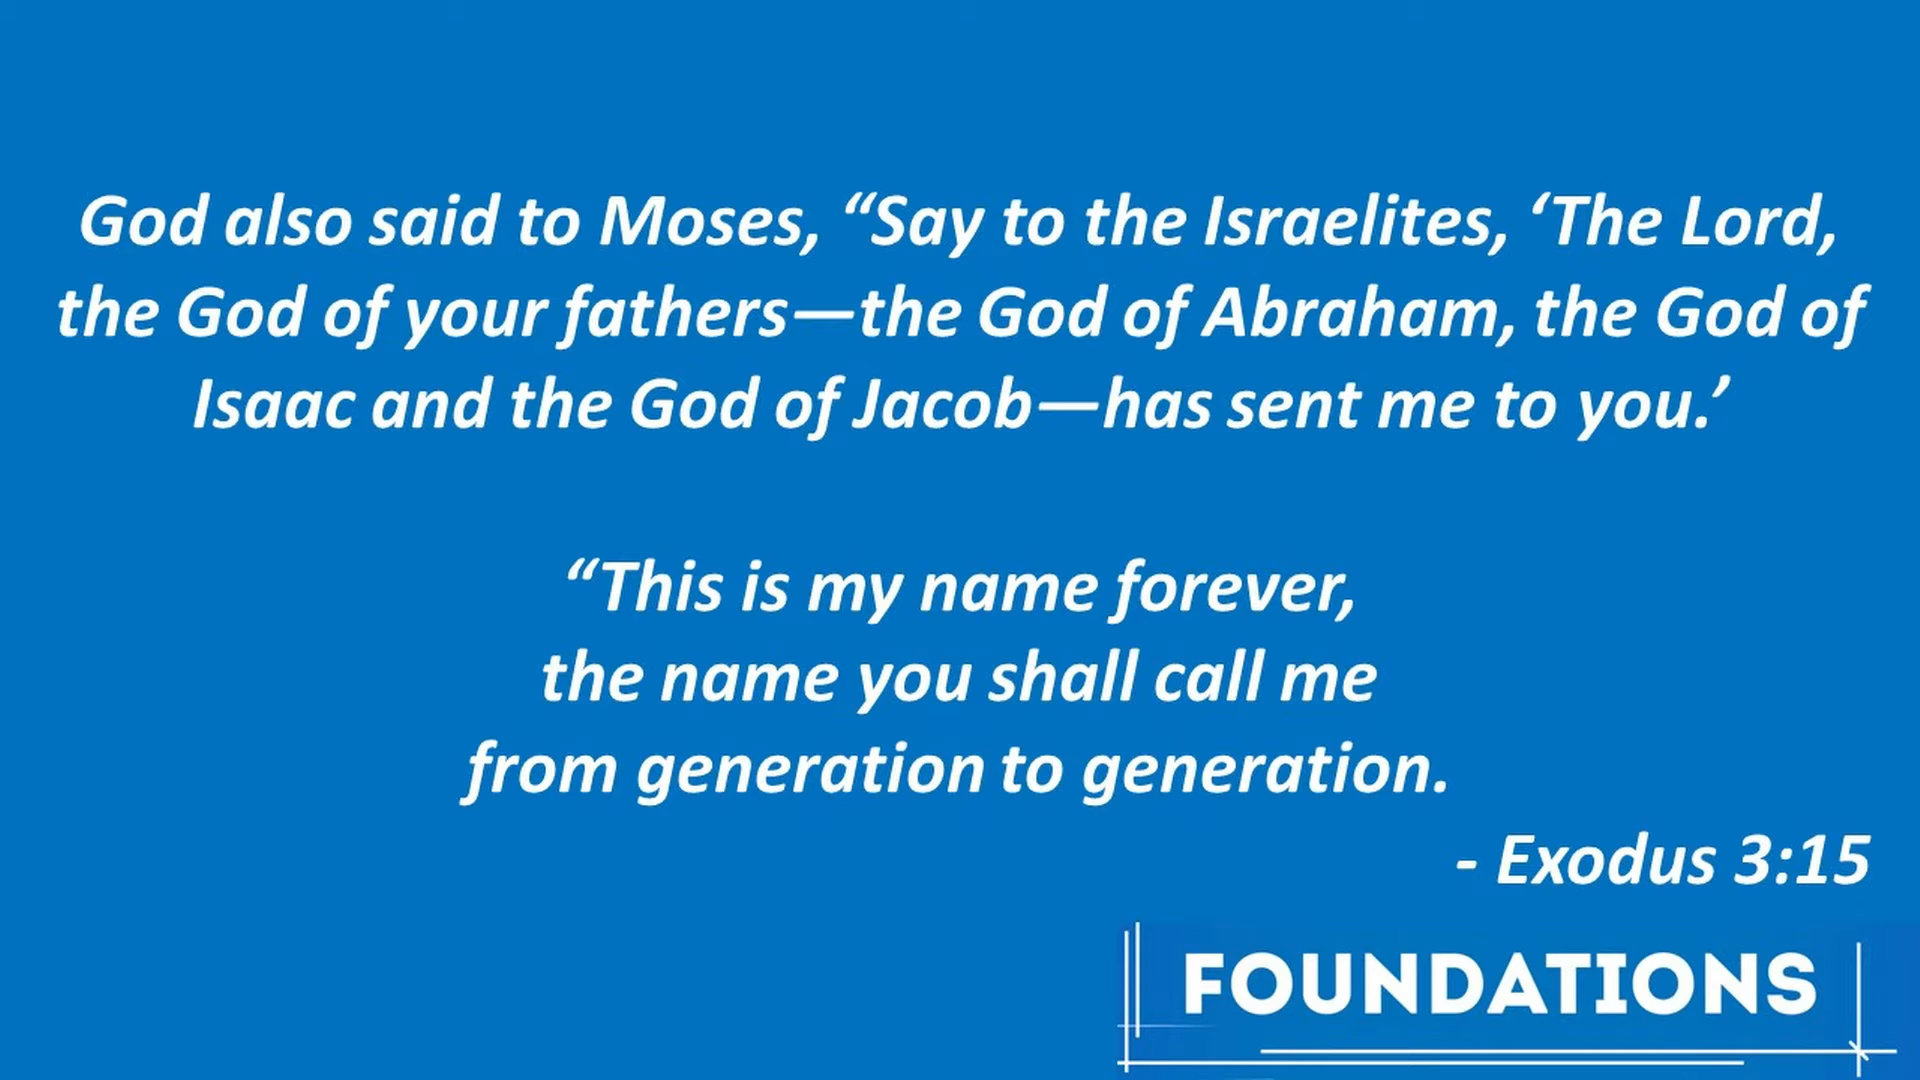 God also said to Moses, “Say to the Israelites, ‘The Lord,
the God of your fathers—the God of Abraham, the God of
Isaac and the God of Jacob—has sent me to you.’
“This is my name forever,
the name you shall call me
from generation to generation.
- Exodus 3:15
FOUNDATIONS